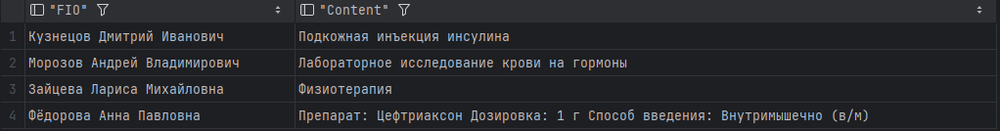 "FIO" "Content"
1 Кузнецов Дмитрий Иванович Подкожная инъекция инсулина
2 Морозов Андрей Владимирович Лабораторное исследование крови на гормоны
3 Зайцева Лариса Михайловна Физиотерапия
4 Фёдорова Анна Павловна Препарат: Цефтриаксон Дозировка: 1 г Способ введения: Внутримышечно (в/м)